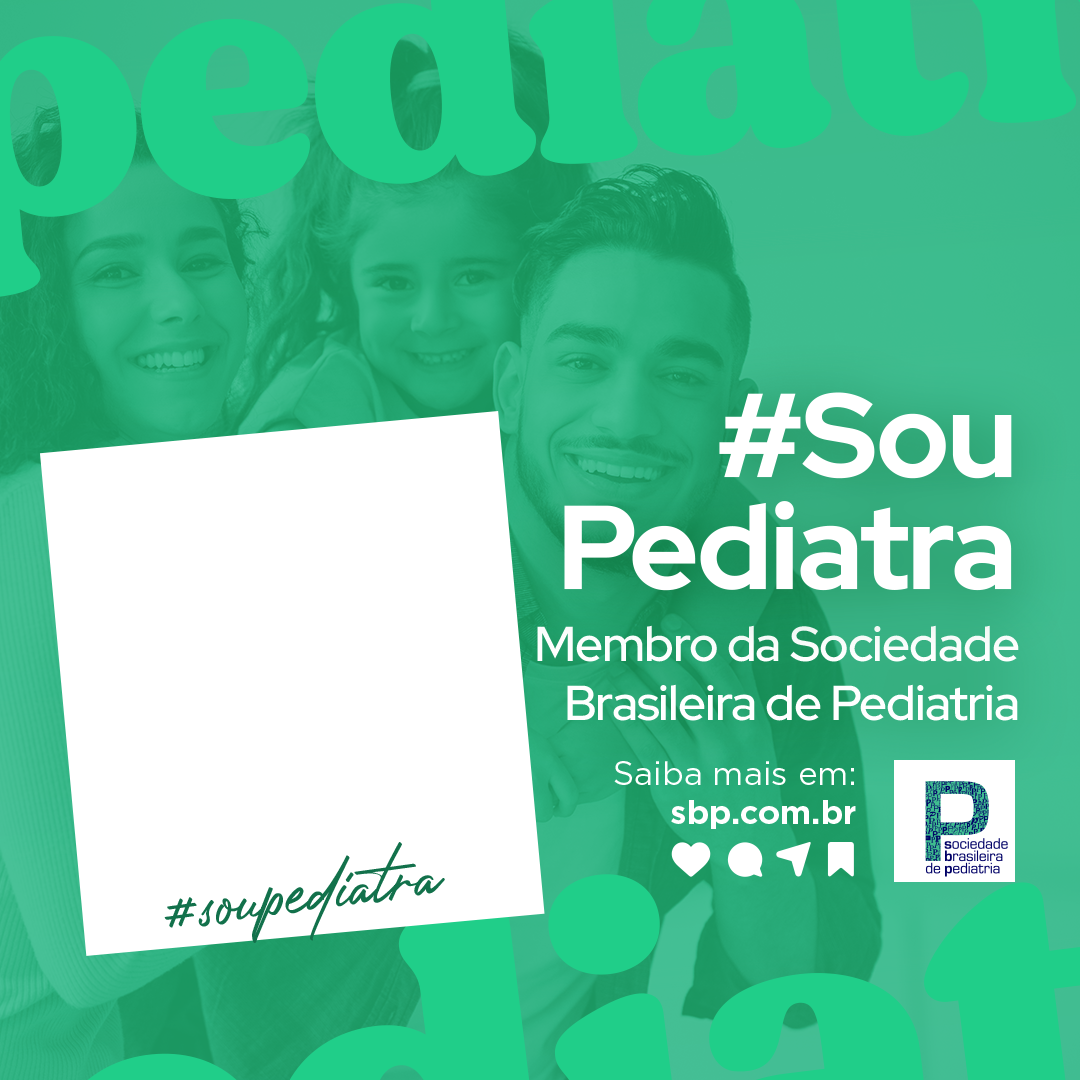 pediat
#Sou
Pediatra
Membro da Sociedade
Brasileira de Pediatria
Saiba mais em:
sbp.com.br
sociedade
brasileira
de pediatria
#soupediatra